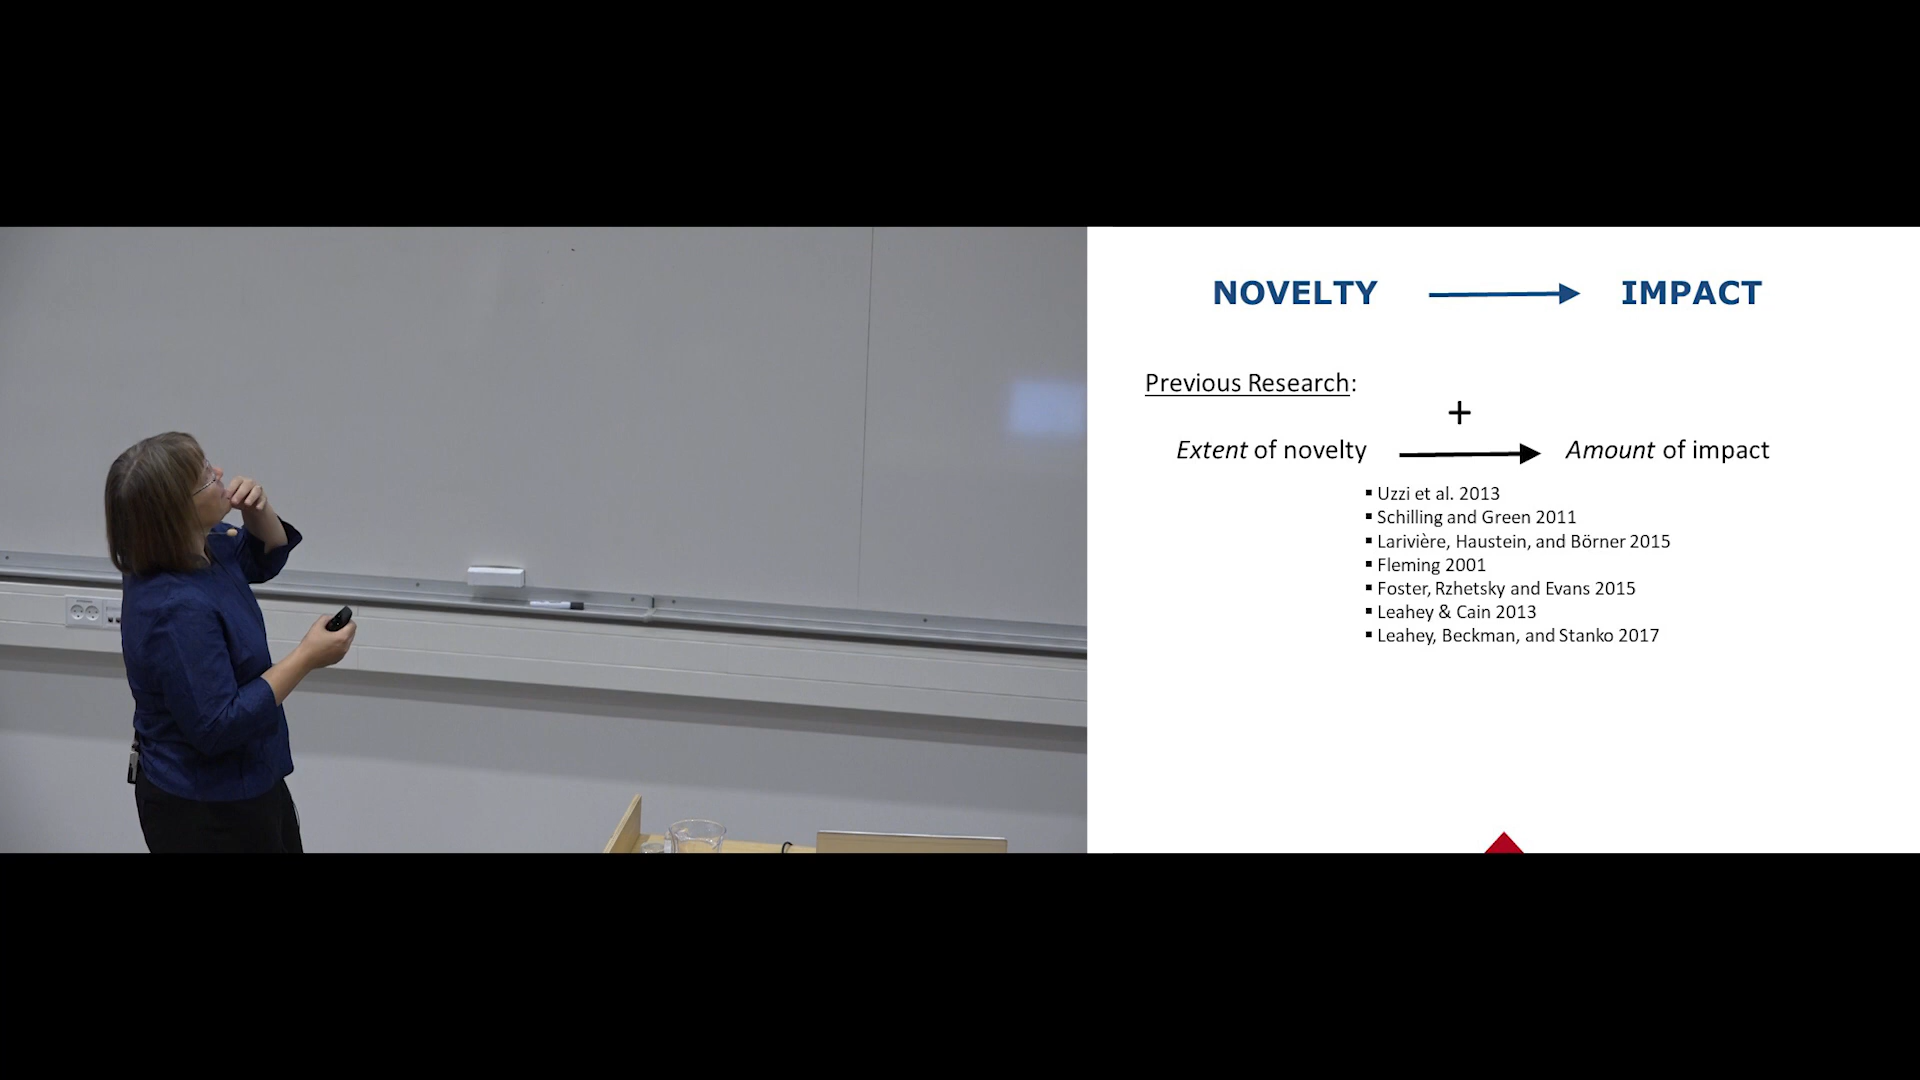 NOVELTY IMPACT
Previous Research:
+
Extent of novelty Amount of impact
▪ Uzzi et al. 2013
▪ Schilling and Green 2011
▪ Larivière, Haustein, and Börner 2015
▪ Fleming 2001
▪ Foster, Rzhetsky and Evans 2015
▪ Leahey & Cain 2013
▪ Leahey, Beckman, and Stanko 2017